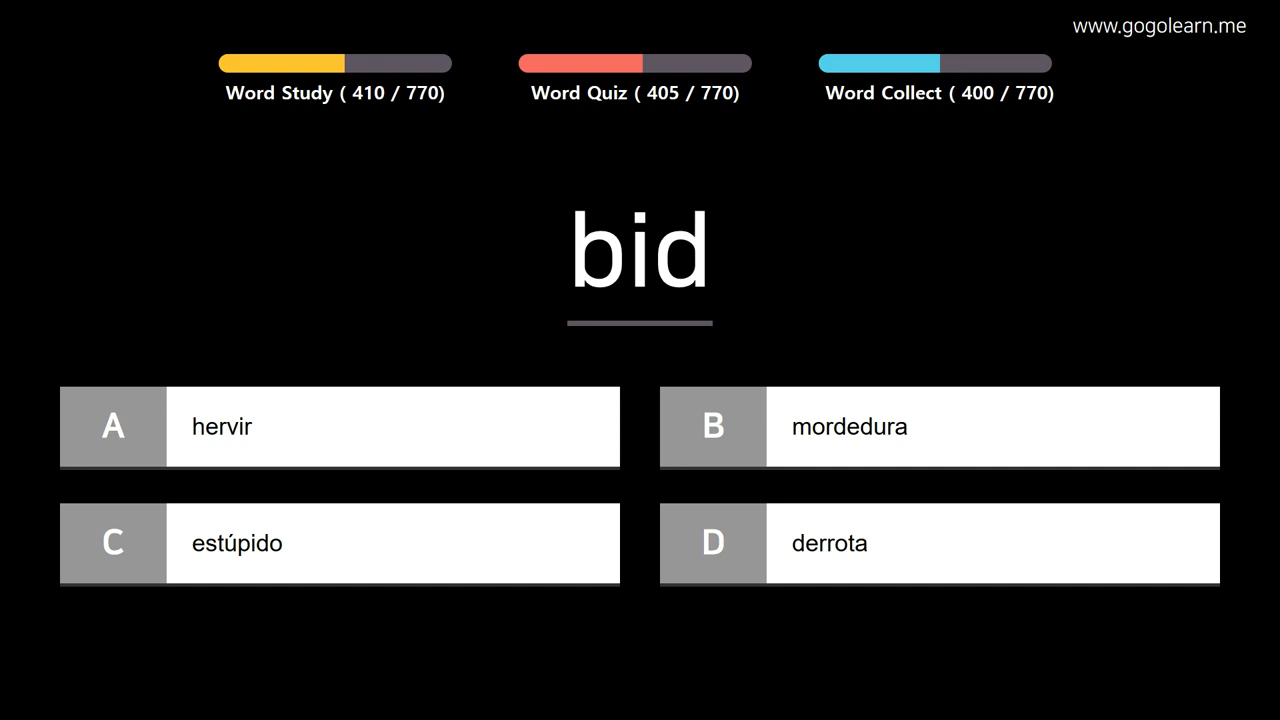 www.gogolearn.me
Word Study ( 410 / 770)
Word Quiz ( 405 / 770)
Word Collect ( 400 / 770)
bid
A hervir
B mordedura
C estúpido
D derrota